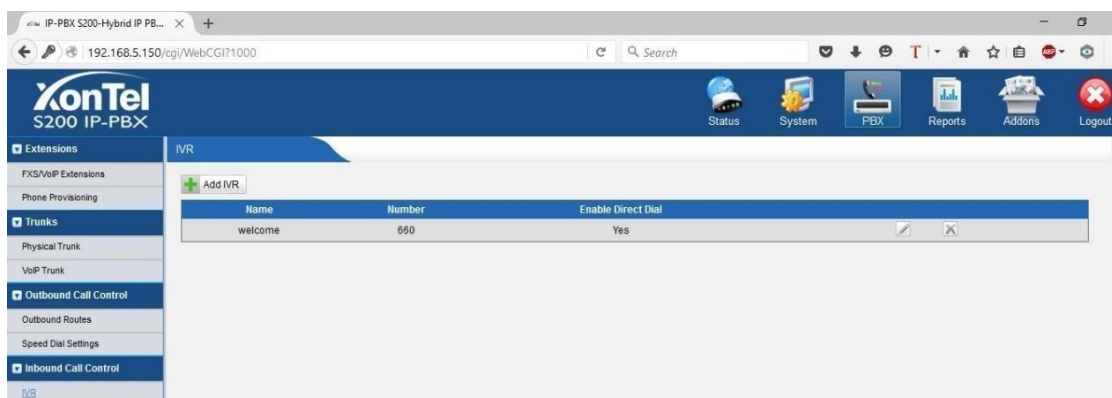 IP-PBX S200-Hybrid IP PB...
192.168.5.150/cgi/WebCGI?1000
Search
XonTel
S200 IP-PBX
Status
System
PBX
Reports
Addons
Logout
Extensions
IVR
FXS/VoIP Extensions
Phone Provisioning
Add IVR
Name Number Enable Direct Dial
welcome 660 Yes
Trunks
Physical Trunk
VoIP Trunk
Outbound Call Control
Outbound Routes
Speed Dial Settings
Inbound Call Control
IVR